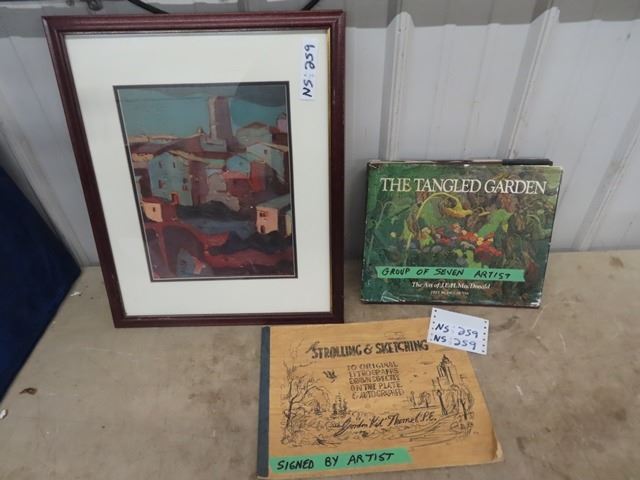 NS:259
THE TANGLED GARDEN
GROUP OF SEVEN ARTIST
The Art of J.E.H. MacDonald
STROLLING & SKETCHING
10 ORIGINAL
LITHOGRAPHS
DRAWN DIRECTLY
ON THE PLATE
& AUTOGRAPHED
SIGNED BY ARTIST
NS:259
NS:259